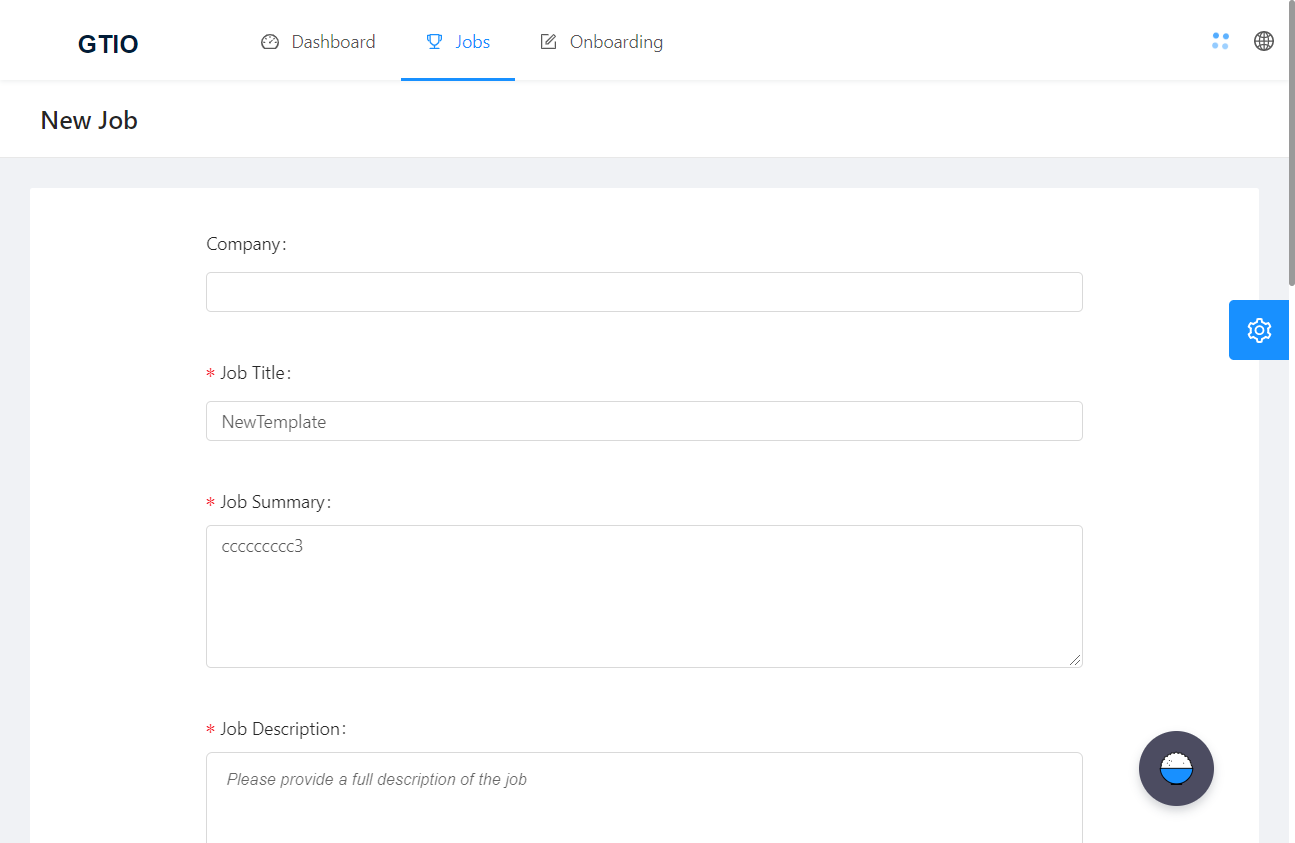 GTIO
Dashboard
Jobs
Onboarding
New Job
Company:
* Job Title:
NewTemplate
* Job Summary:
ccccccccc3
* Job Description:
Please provide a full description of the job